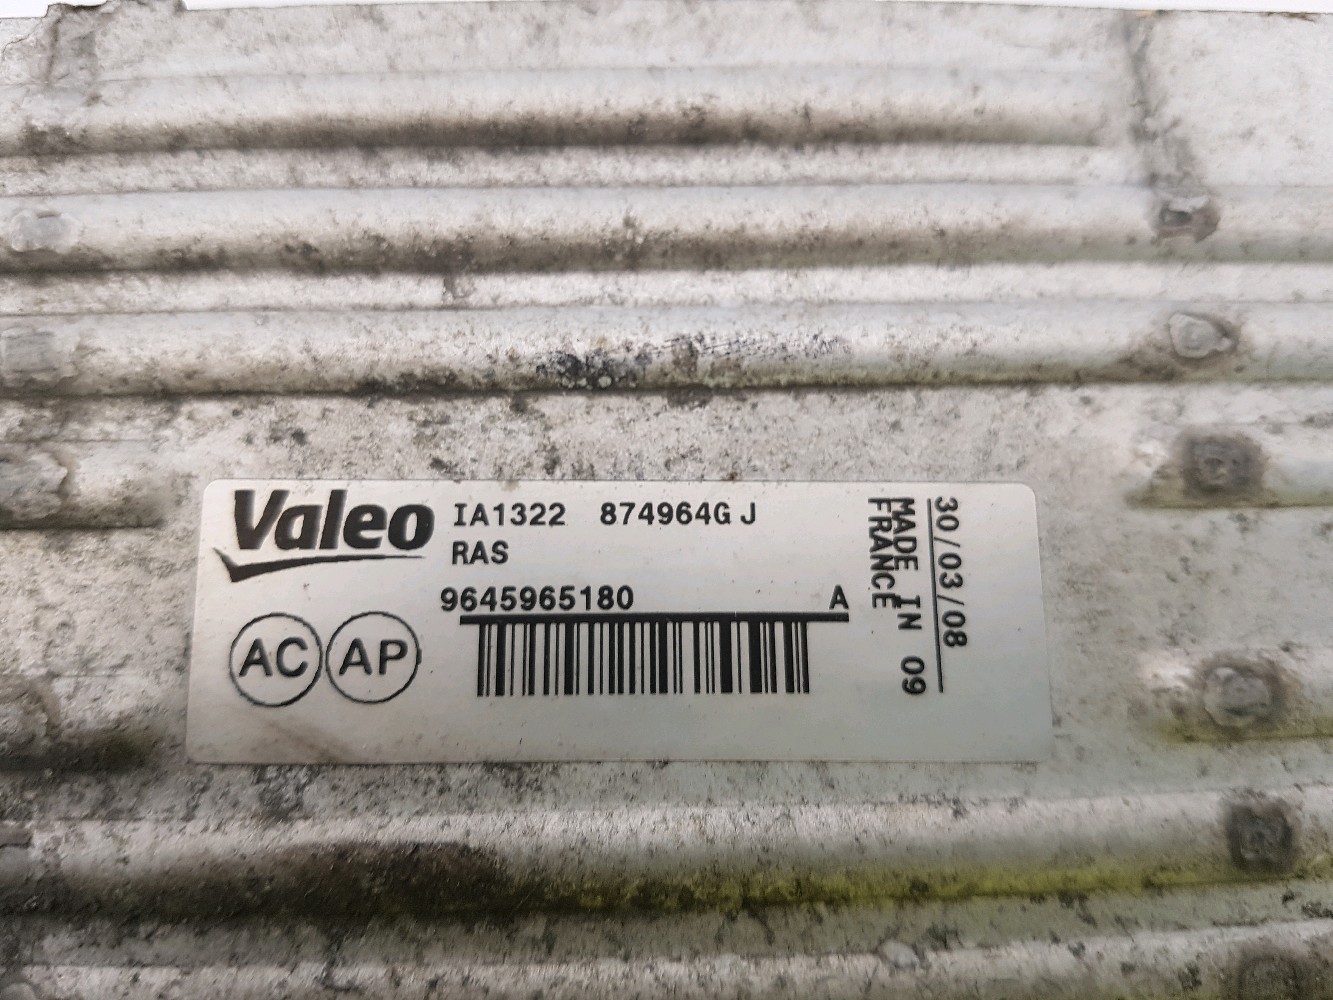 Valeo IA1322 874964G J
RAS
9645965180 A
AC AP
30/03/08
MADE IN 09
FRANCE